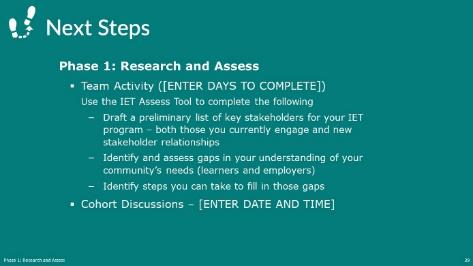 Next Steps
Phase 1: Research and Assess
▪ Team Activity ([ENTER DAYS TO COMPLETE])
Use the IET Assess Tool to complete the following
– Draft a preliminary list of key stakeholders for your IET
program – both those you currently engage and new
stakeholder relationships
– Identify and assess gaps in your understanding of your
community's needs (learners and employers)
– Identify steps you can take to fill in those gaps
▪ Cohort Discussions – [ENTER DATE AND TIME]
Phase 1: Research and Assess